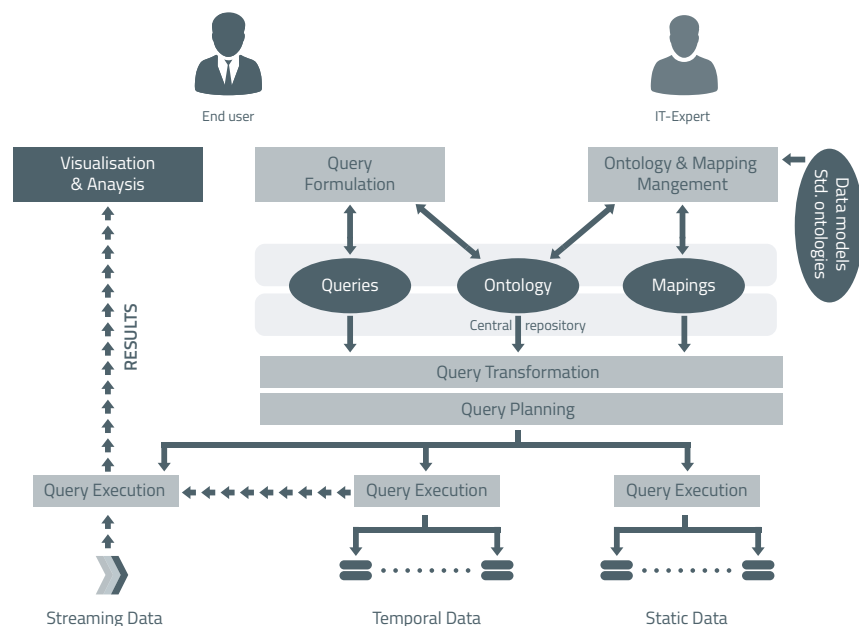 End user
IT-Expert
Visualisation
& Anaysis
Query
Formulation
Ontology & Mapping
Mangement
Data models
Std. ontologies
Queries
Ontology
Mapings
Central repository
RESULTS
Query Transformation
Query Planning
Query Execution
Query Execution
Query Execution
Streaming Data
Temporal Data
Static Data